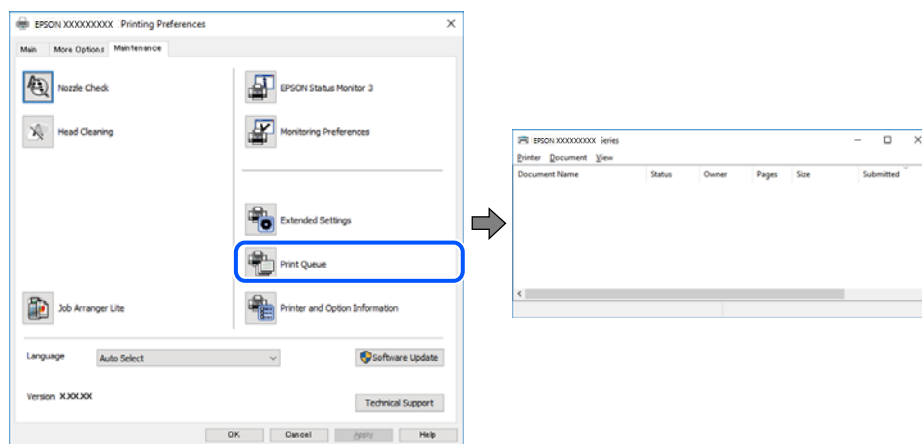 EPSON XXXXXXXXX Printing Preferences
Main More Options Maintenance
Nozzle Check
EPSON Status Monitor 3
Head Cleaning
Monitoring Preferences
Extended Settings
Print Queue
Job Arranger Lite
Printer and Option Information
Language Auto Select Software Update
Version X.XX.XX
Technical Support
OK Cancel Apply Help
EPSON XXXXXXXXX ieries
Printer Document View
Document Name Status Owner Pages Size Submitted